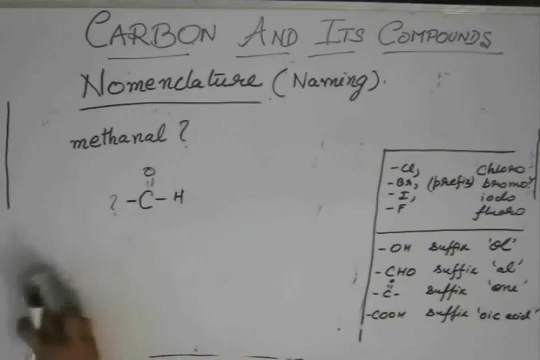 CARBON AND ITS COMPOUNDS
Nomenclature (Naming).
methanal ?
O
? -C- H
-Cl, Chloro
-Br, (prefix) bromo
-I, iodo
-F fluoro
-OH suffix 'ol'
-CHO suffix 'al'
O
-C- suffix 'one'
-COOH suffix 'oic acid'